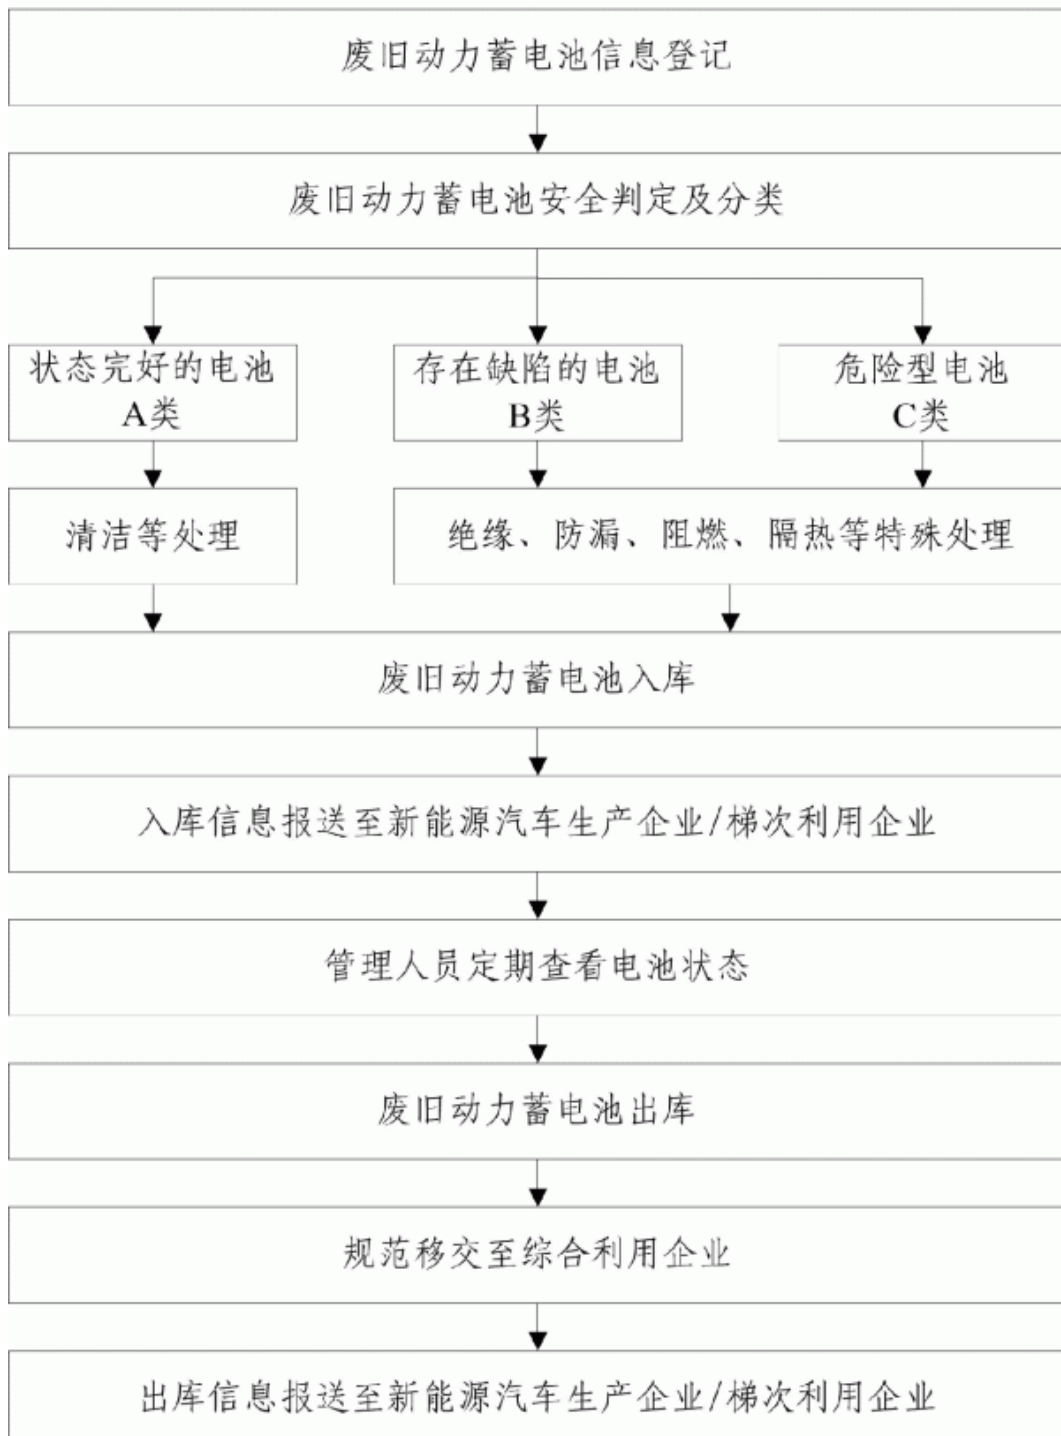 废旧动力蓄电池信息登记
废旧动力蓄电池安全判定及分类
状态完好的电池
A类
存在缺陷的电池
B类
危险型电池
C类
清洁等处理
绝缘、防漏、阻燃、隔热等特殊处理
废旧动力蓄电池入库
入库信息报送至新能源汽车生产企业/梯次利用企业
管理人员定期查看电池状态
废旧动力蓄电池出库
规范移交至综合利用企业
出库信息报送至新能源汽车生产企业/梯次利用企业